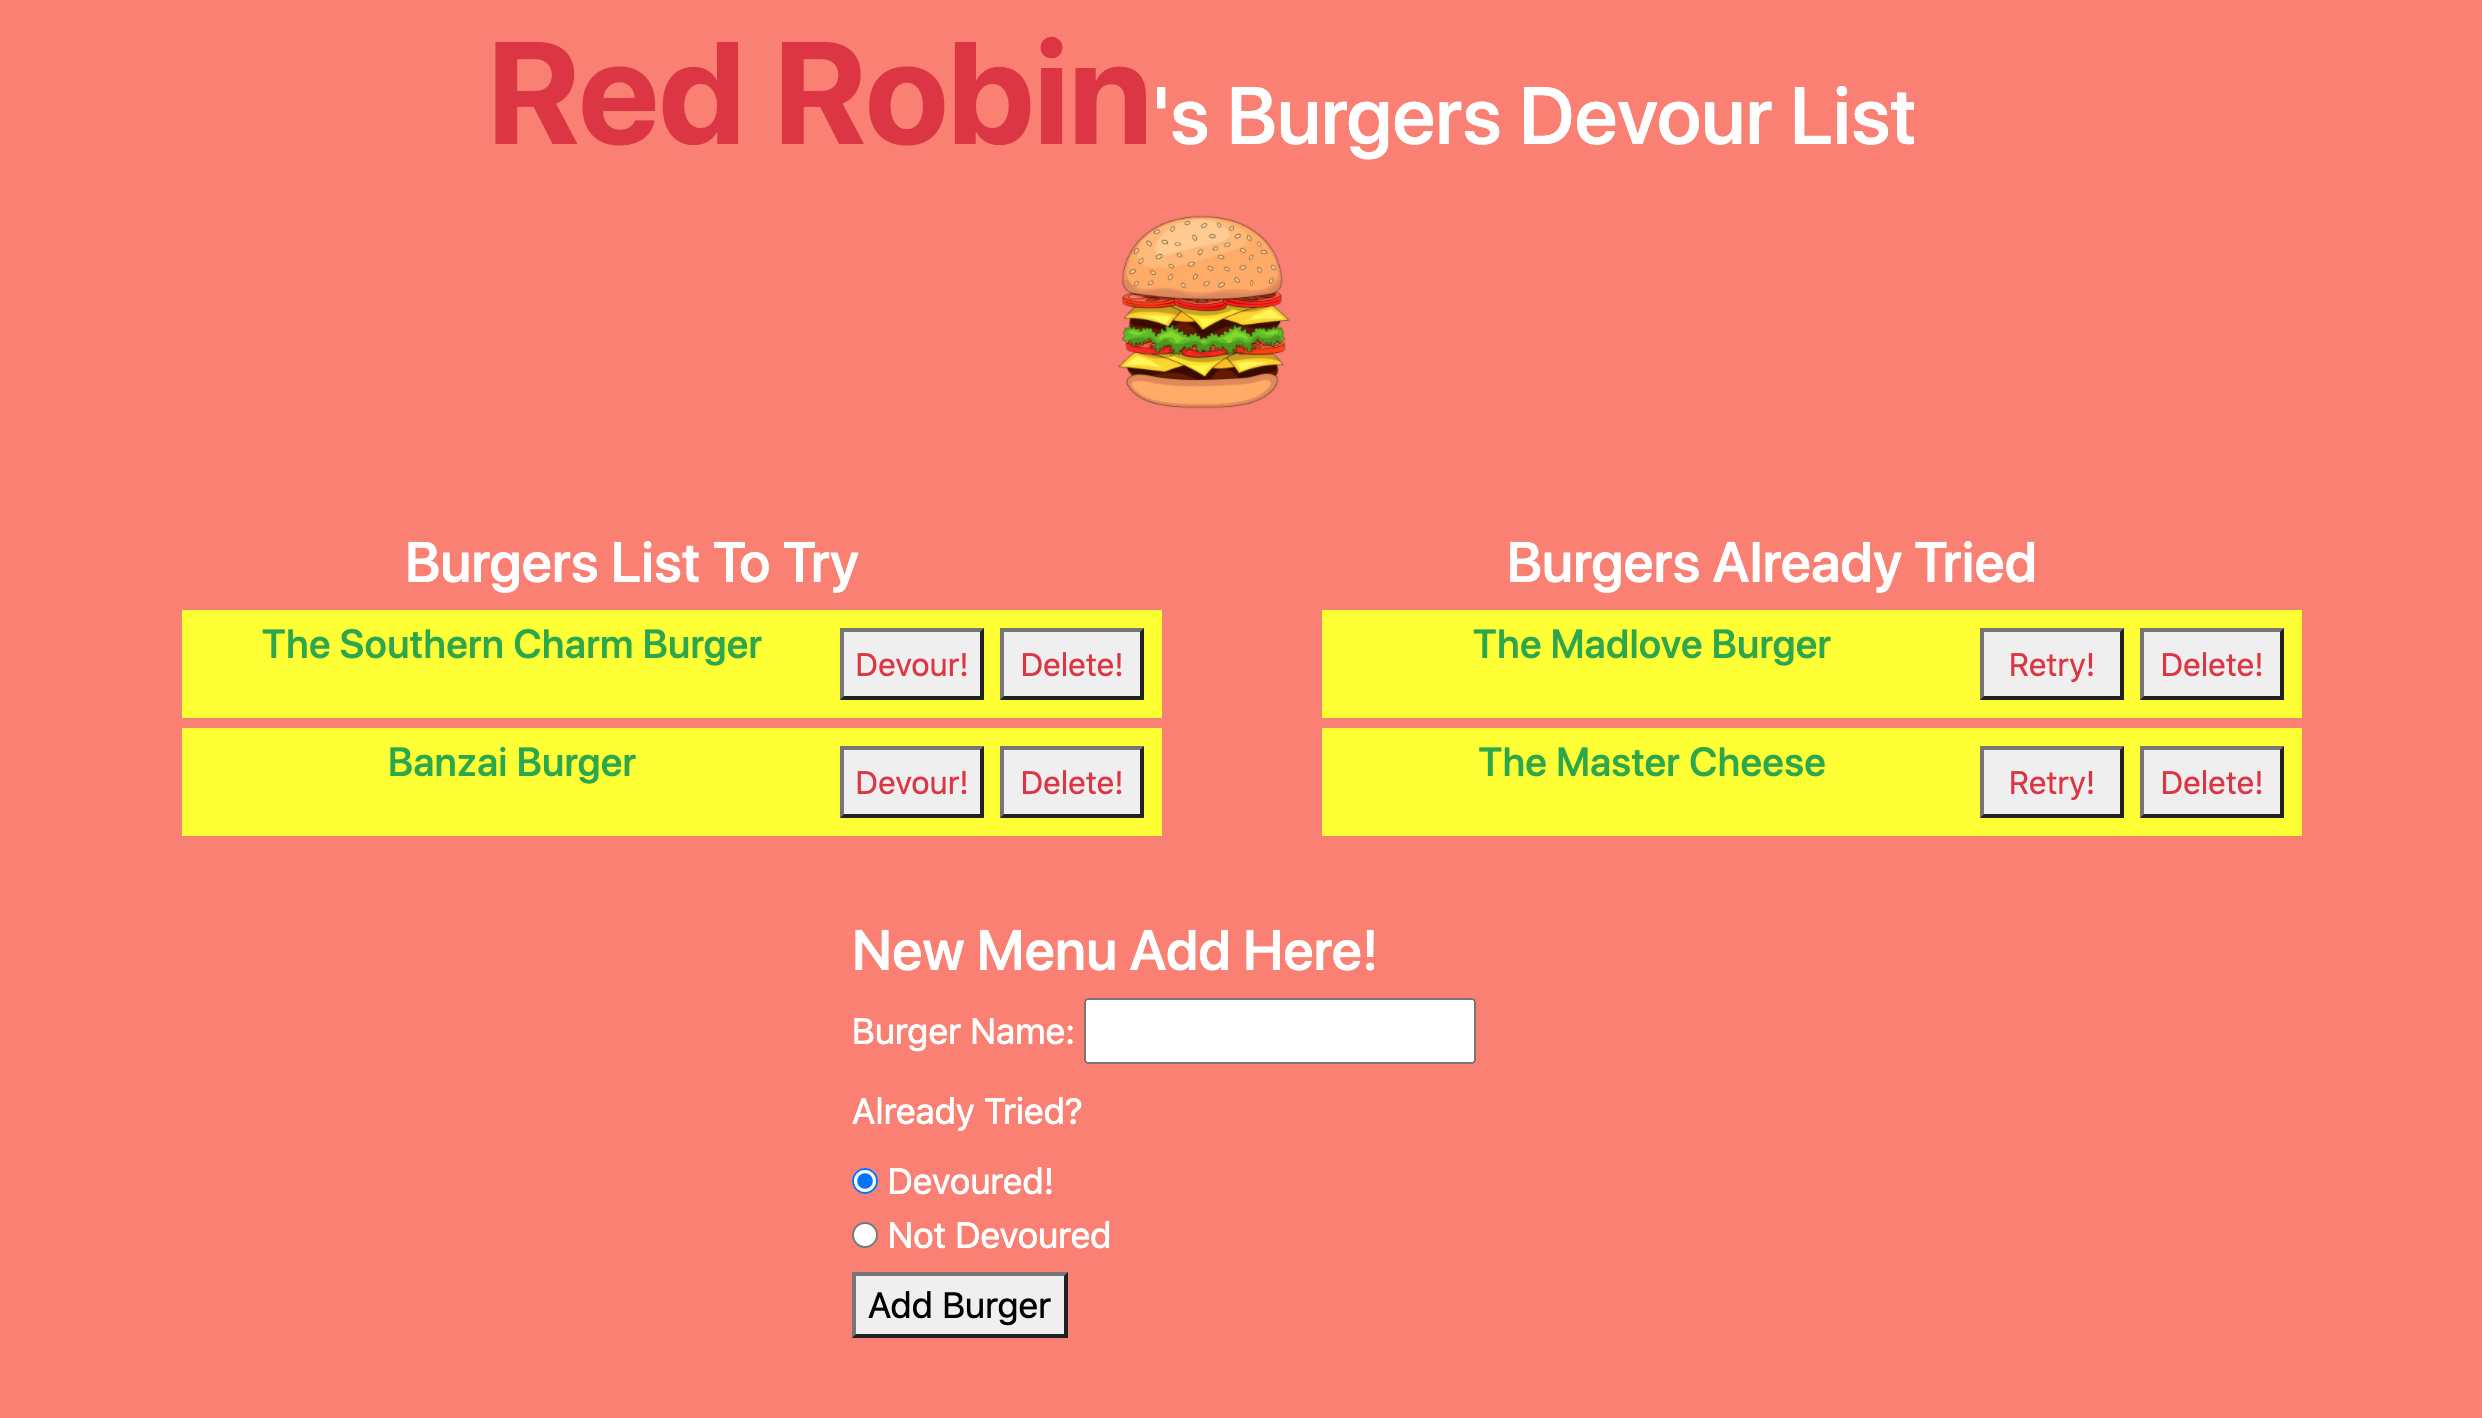 Red Robin's Burgers Devour List
Burgers List To Try
The Southern Charm Burger Devour! Delete!
Banzai Burger Devour! Delete!
Burgers Already Tried
The Madlove Burger Retry! Delete!
The Master Cheese Retry! Delete!
New Menu Add Here!
Burger Name:
Already Tried?
Devoured!
Not Devoured
Add Burger